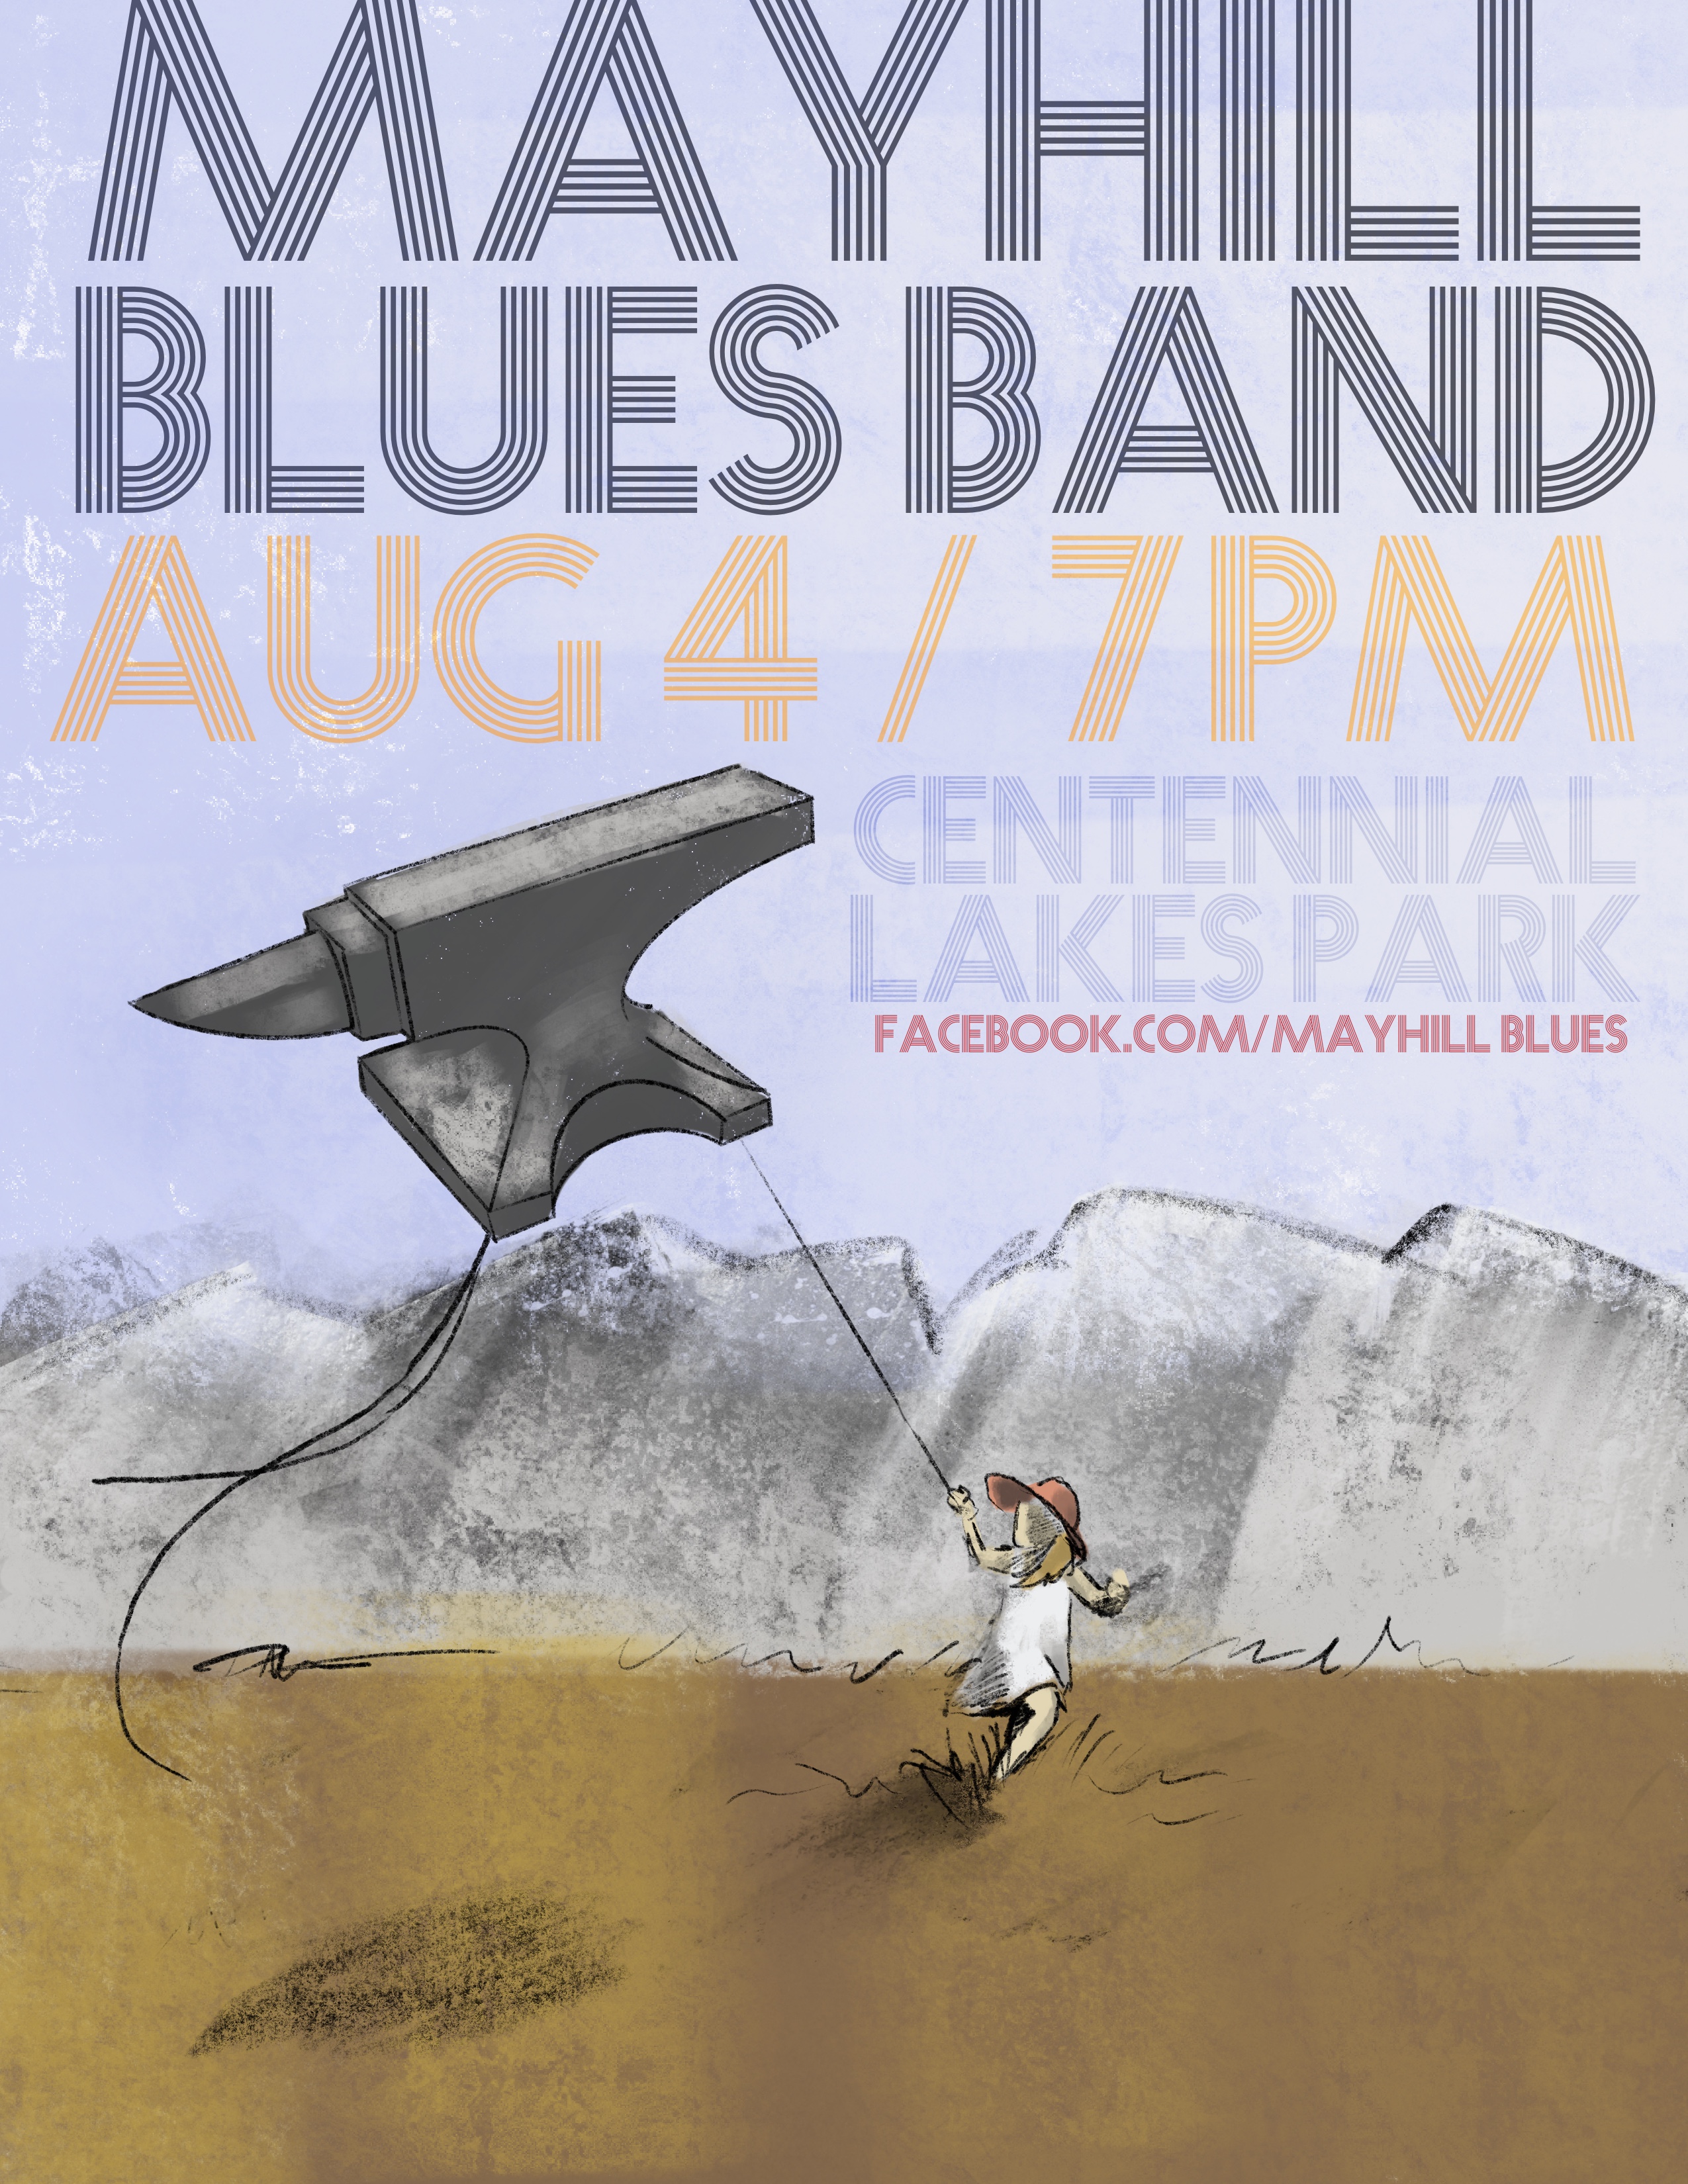 MAYHILL
BLUES BAND
AUG 4 / 7PM
CENTENNIAL
LAKES PARK
FACEBOOK.COM/MAYHILL BLUES